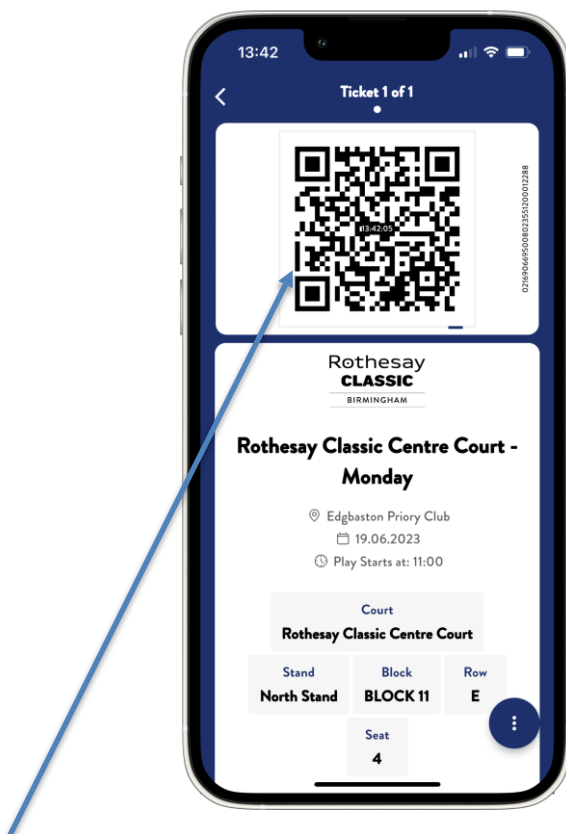 13:42
Ticket 1 of 1
13:42:05
0216906695008023551200012288
Rothesay
CLASSIC
BIRMINGHAM
Rothesay Classic Centre Court -
Monday
Edgbaston Priory Club
19.06.2023
Play Starts at: 11:00
Court
Rothesay Classic Centre Court
Stand Block Row
North Stand BLOCK 11 E
Seat
4